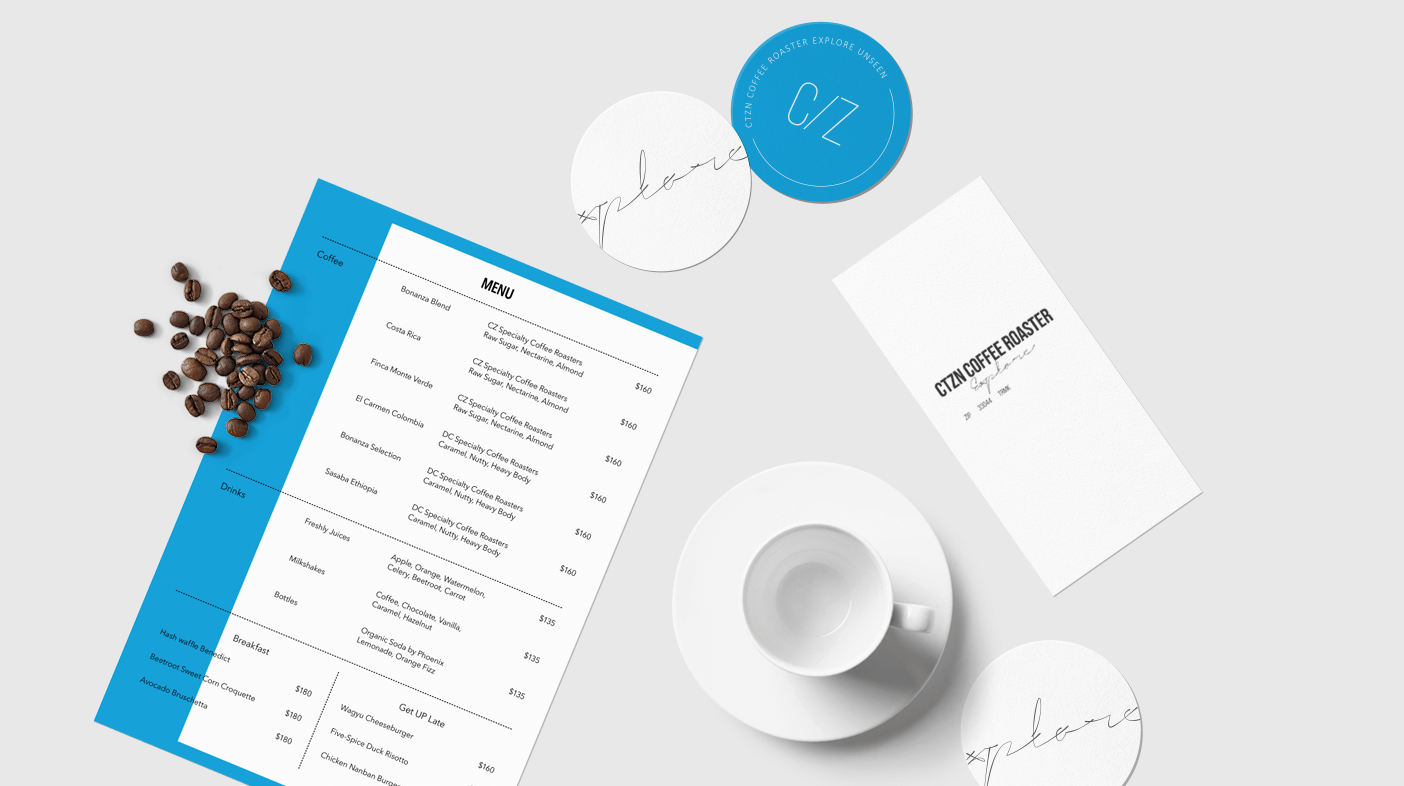 CTZN COFFEE ROASTER EXPLORE UNSEEN
C/Z
xplore
MENU
Coffee
Bonanza Blend
CZ Specialty Coffee Roasters
Raw Sugar, Nectarine, Almond
$160
Costa Rica
CZ Specialty Coffee Roasters
Raw Sugar, Nectarine, Almond
$160
Finca Monte Verde
CZ Specialty Coffee Roasters
Raw Sugar, Nectarine, Almond
$160
El Carmen Colombia
DC Specialty Coffee Roasters
Caramel, Nutty, Heavy Body
$160
Bonanza Selection
DC Specialty Coffee Roasters
Caramel, Nutty, Heavy Body
$160
Sasaba Ethiopia
DC Specialty Coffee Roasters
Caramel, Nutty, Heavy Body
$160
Drinks
Freshly Juices
Apple, Orange, Watermelon,
Celery, Beetroot, Carrot
$135
Milkshakes
Coffee, Chocolate, Vanilla,
Caramel, Hazelnut
$135
Bottles
Organic Soda by Phoenix
Lemonade, Orange Fizz
$135
Breakfast
Hash waffle Benedict
$180
Beetroot Sweet Corn Croquette
$180
Avocado Bruschetta
$180
Get UP Late
Wagyu Cheeseburger
$160
Five-Spice Duck Risotto
Chicken Nanban Burger
CTZN COFFEE ROASTER
Explore
ZIP 33044 TRMK
xplore